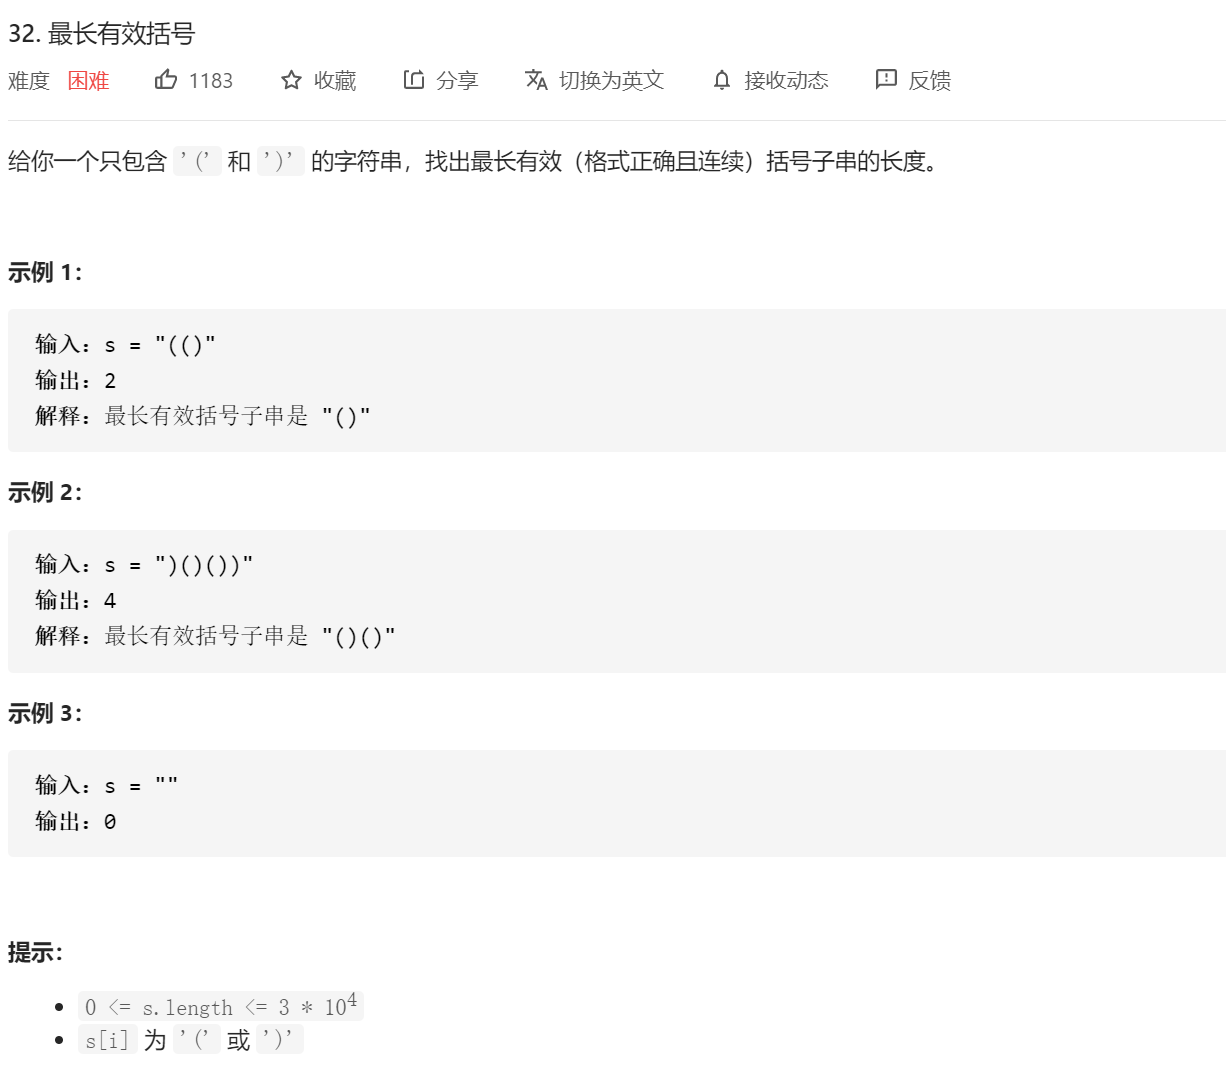 32. 最长有效括号
难度 困难 1183 收藏 分享 切换为英文 接收动态 反馈
给你一个只包含 '(' 和 ')' 的字符串，找出最长有效（格式正确且连续）括号子串的长度。
示例 1：
输入：s = "(()"
输出：2
解释：最长有效括号子串是 "()"
示例 2：
输入：s = ")()())"
输出：4
解释：最长有效括号子串是 "()()"
示例 3：
输入：s = ""
输出：0
提示：
0 <= s.length <= 3 * 10⁴
s[i] 为 '(' 或 ')'